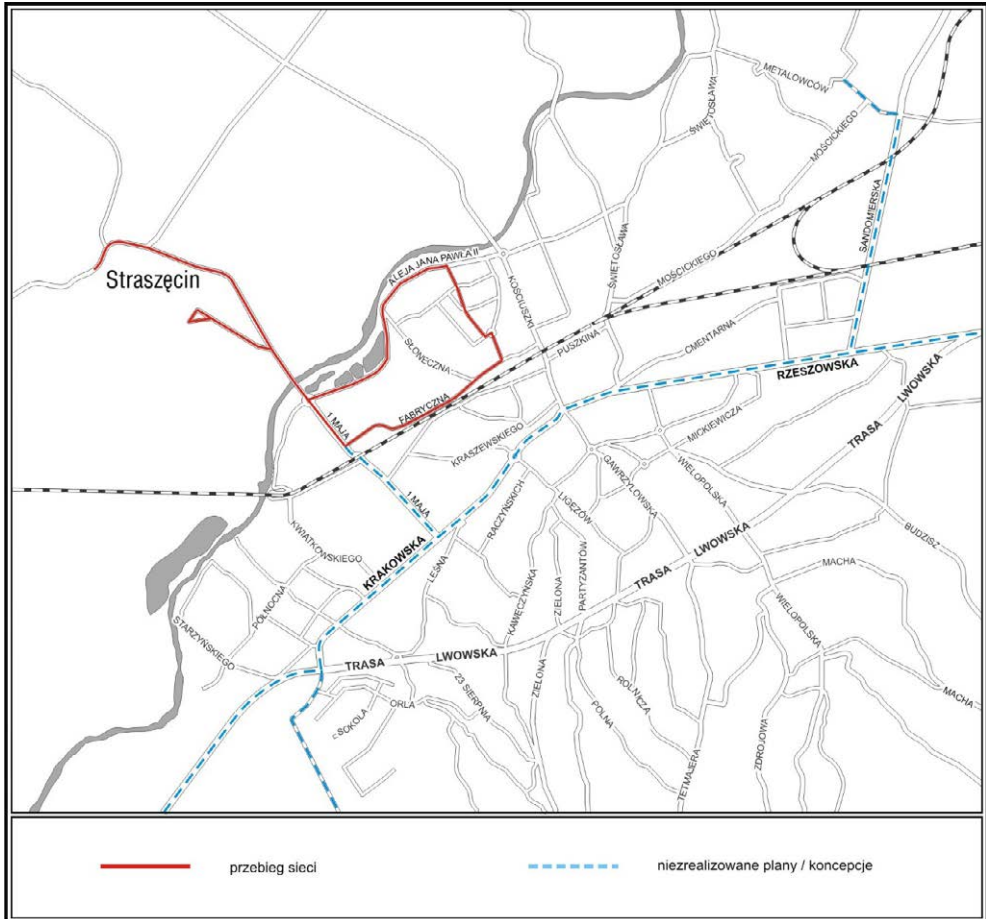 METALOWCÓW
ŚWIĘTOSŁAWA
MOŚCICKIEGO
SANDOMIERSKA
ALEJA JANA PAWŁA II
Straszęcin
KOŚCIUSZKI
ŚWIĘTOSŁAWA
MOŚCICKIEGO
SŁONECZNA
PUSZKINA
CMENTARNA
RZESZOWSKA
FABRYCZNA
1 MAJA
KRASZEWSKIEGO
MICKIEWICZA
TRASA LWOWSKA
1 MAJA
RACZYŃSKICH
LIGĘZÓW
GAWRZYŁOWSKA
WIELOPOLSKA
KWIATKOWSKIEGO
KRAKOWSKA
LEŚNA
TRASA LWOWSKA
BUDZISZ
MACHA
PÓŁNOCNA
KAWĘCZYŃSKA
ZIELONA
PARTYZANTÓW
WIELOPOLSKA
STARZYŃSKIEGO
TRASA LWOWSKA
23 SIERPNIA
ZIELONA
ROLNICZA
MACHA
SOKOLA
ORLA
POLNA
TETMAJERA
ZDROJOWA
przebieg sieci
niezrealizowane plany / koncepcje